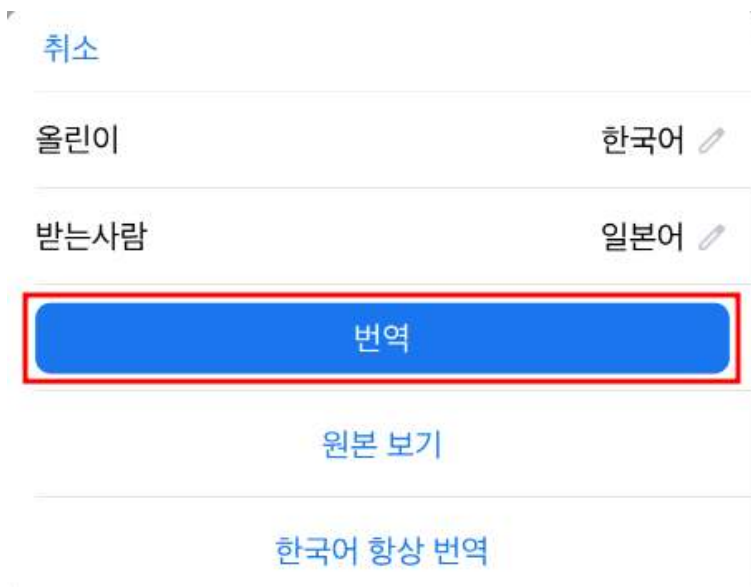 취소
올린이 한국어
받는사람 일본어
번역
원본 보기
한국어 항상 번역